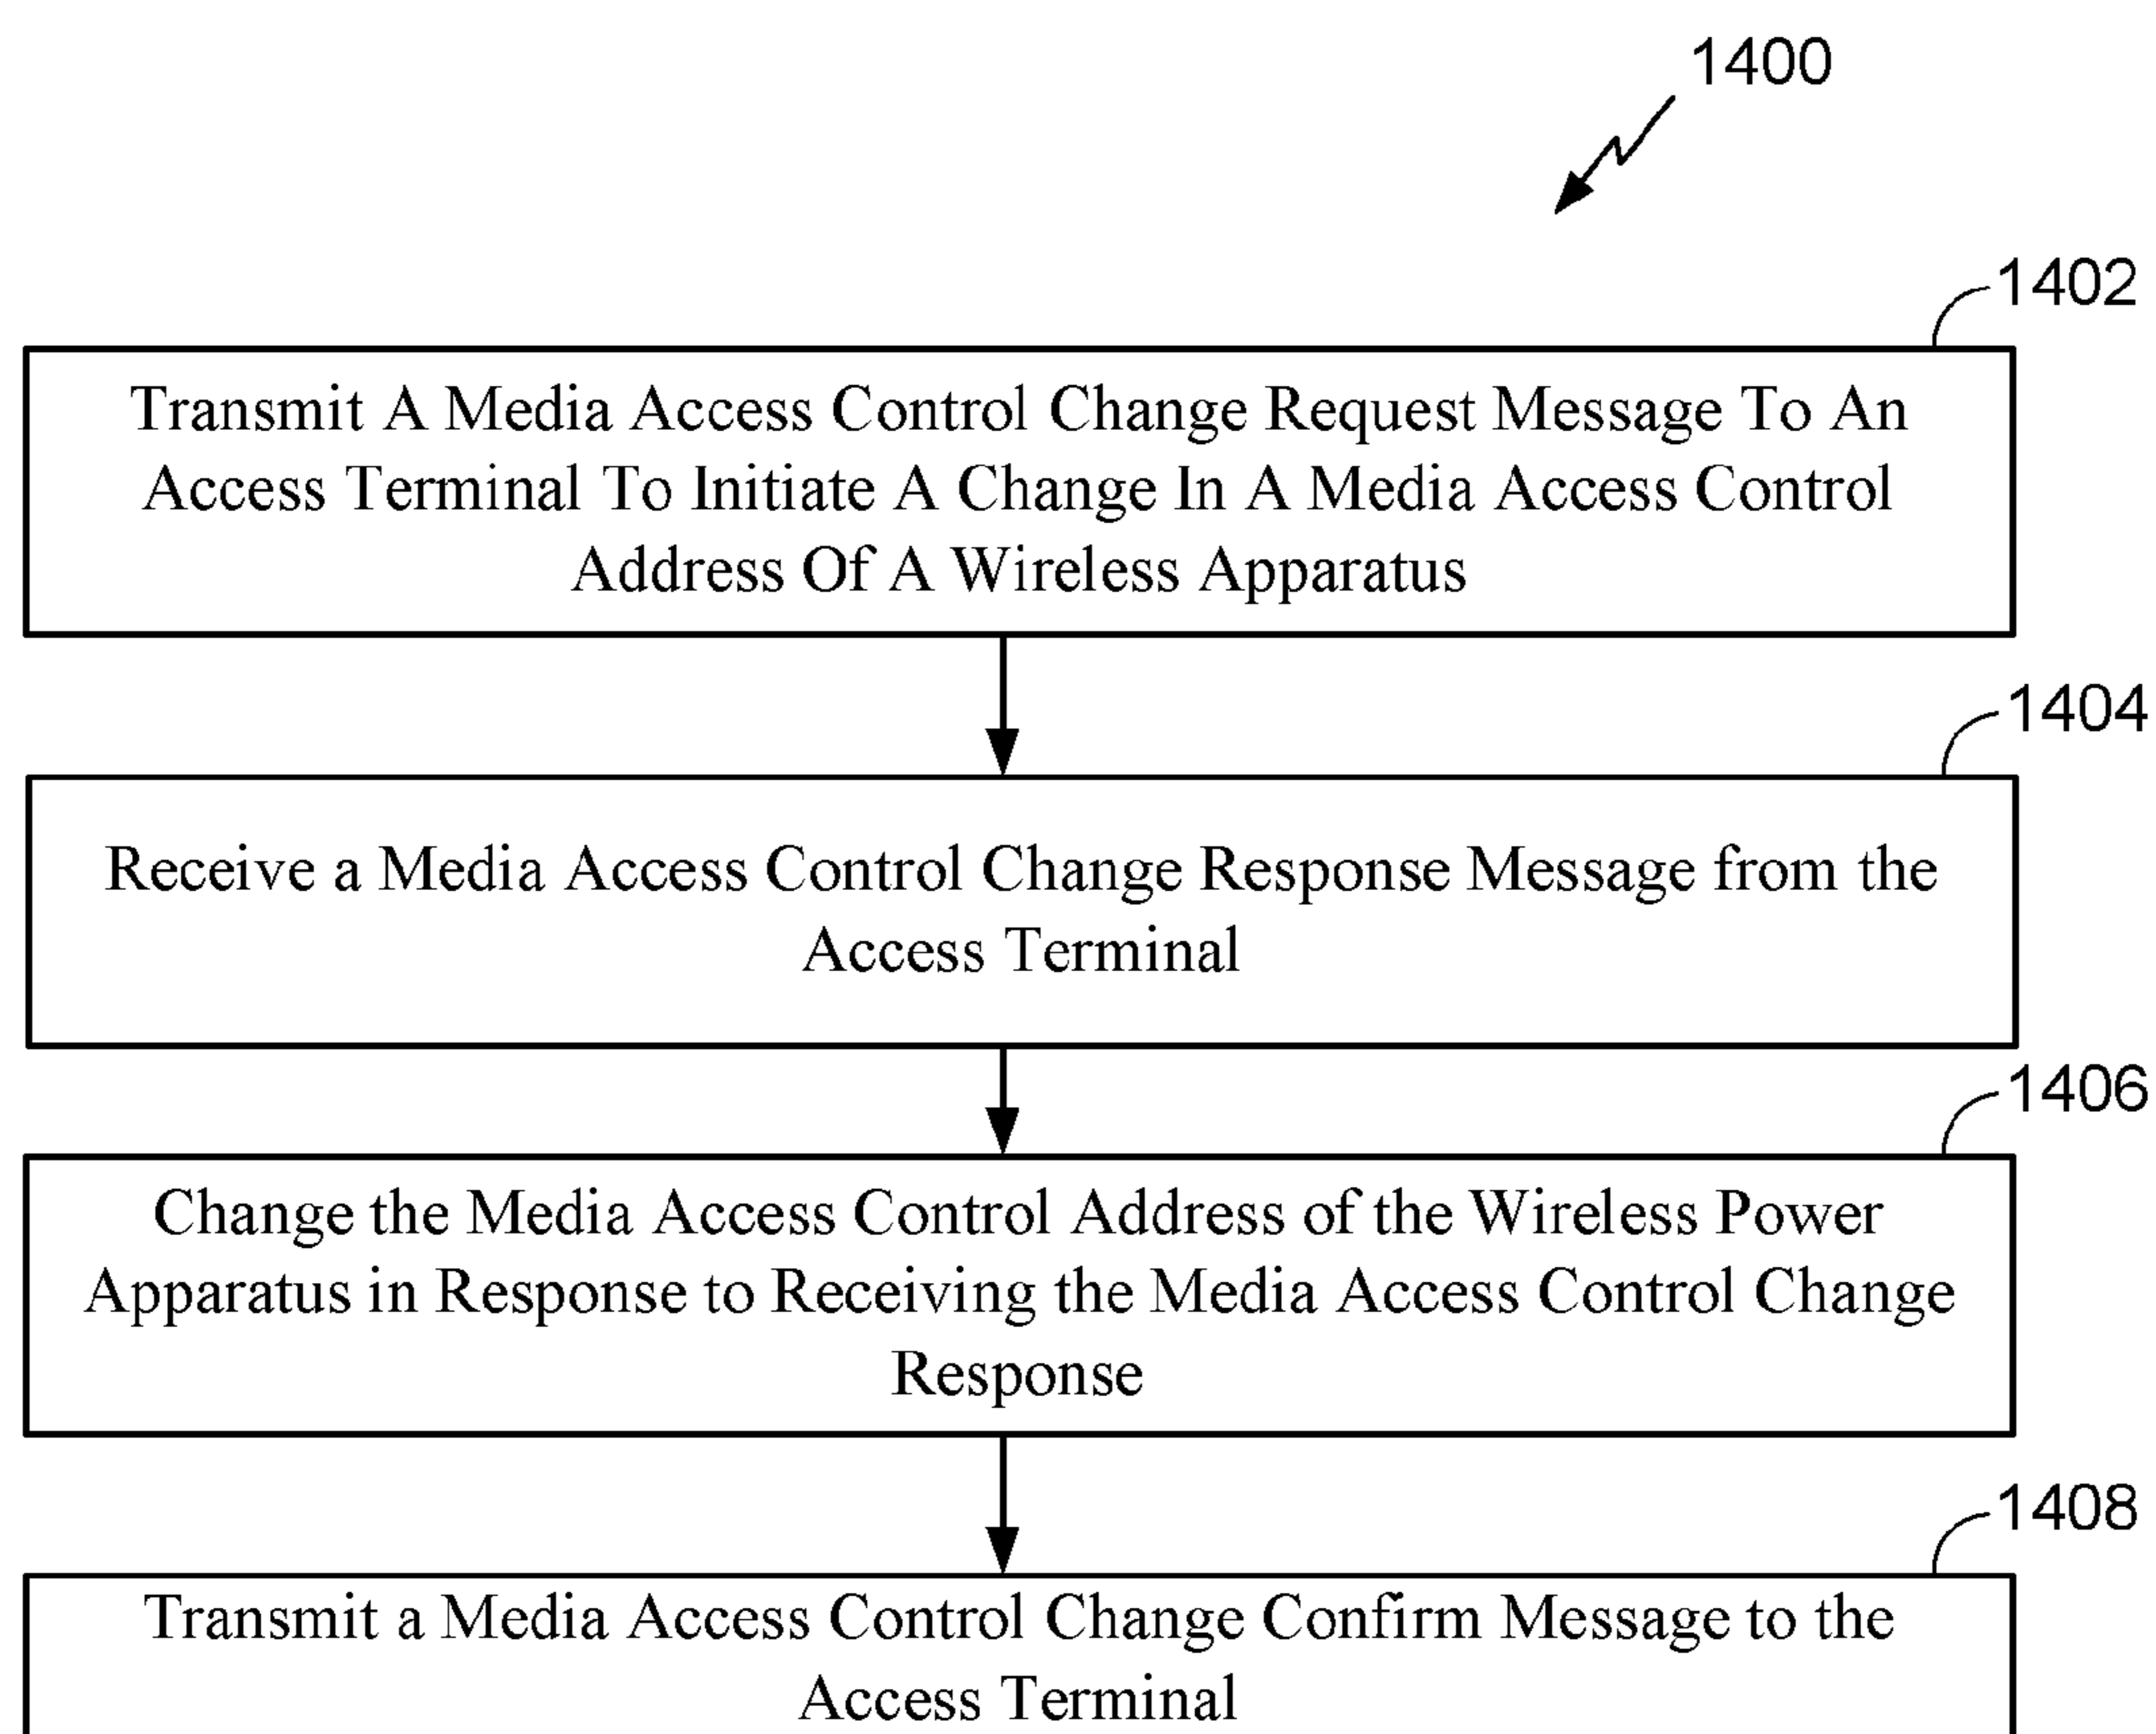 1400
1402
Transmit A Media Access Control Change Request Message To An
Access Terminal To Initiate A Change In A Media Access Control
Address Of A Wireless Apparatus
1404
Receive a Media Access Control Change Response Message from the
Access Terminal
1406
Change the Media Access Control Address of the Wireless Power
Apparatus in Response to Receiving the Media Access Control Change
Response
1408
Transmit a Media Access Control Change Confirm Message to the
Access Terminal